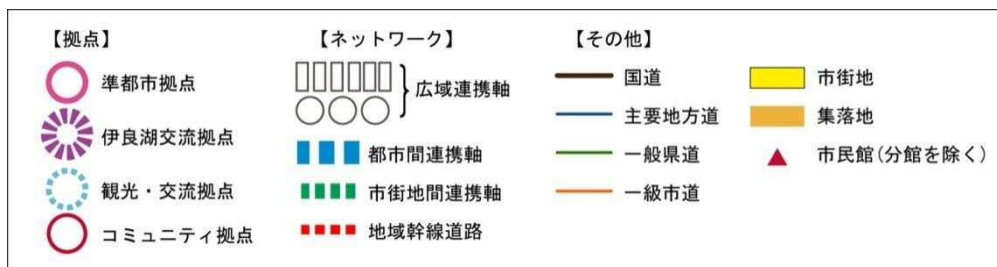 【拠点】
準都市拠点
伊良湖交流拠点
観光・交流拠点
コミュニティ拠点
【ネットワーク】
広域連携軸
都市間連携軸
市街地間連携軸
地域幹線道路
【その他】
国道
主要地方道
一般県道
一級市道
市街地
集落地
市民館(分館を除く)